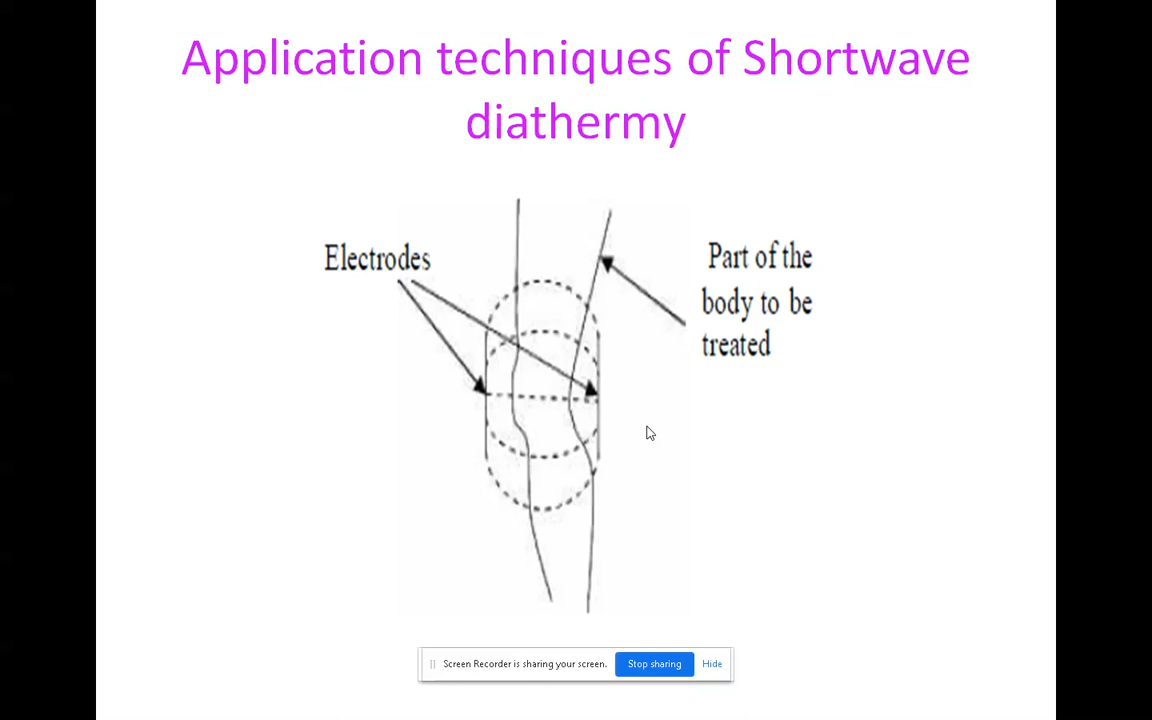 Application techniques of Shortwave
diathermy
Electrodes
Part of the
body to be
treated
Screen Recorder is sharing your screen. Stop sharing Hide